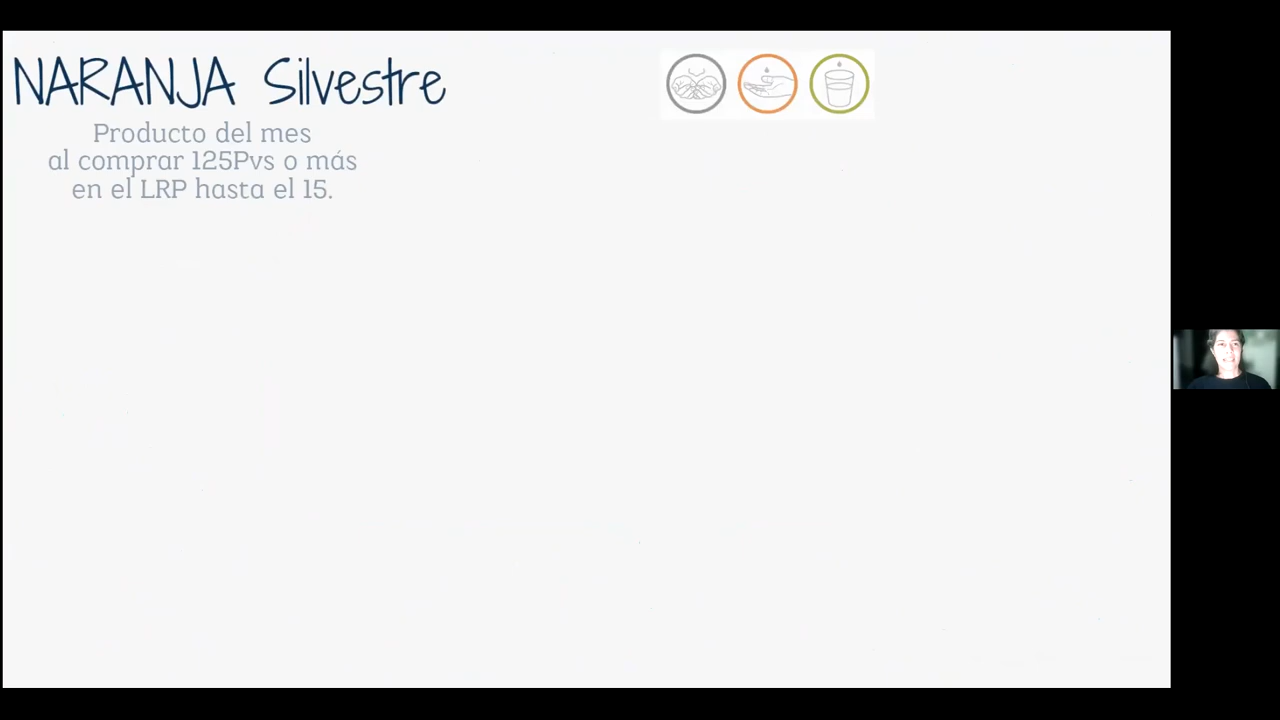 NARANJA Silvestre
Producto del mes
al comprar 125Pvs o más
en el LRP hasta el 15.